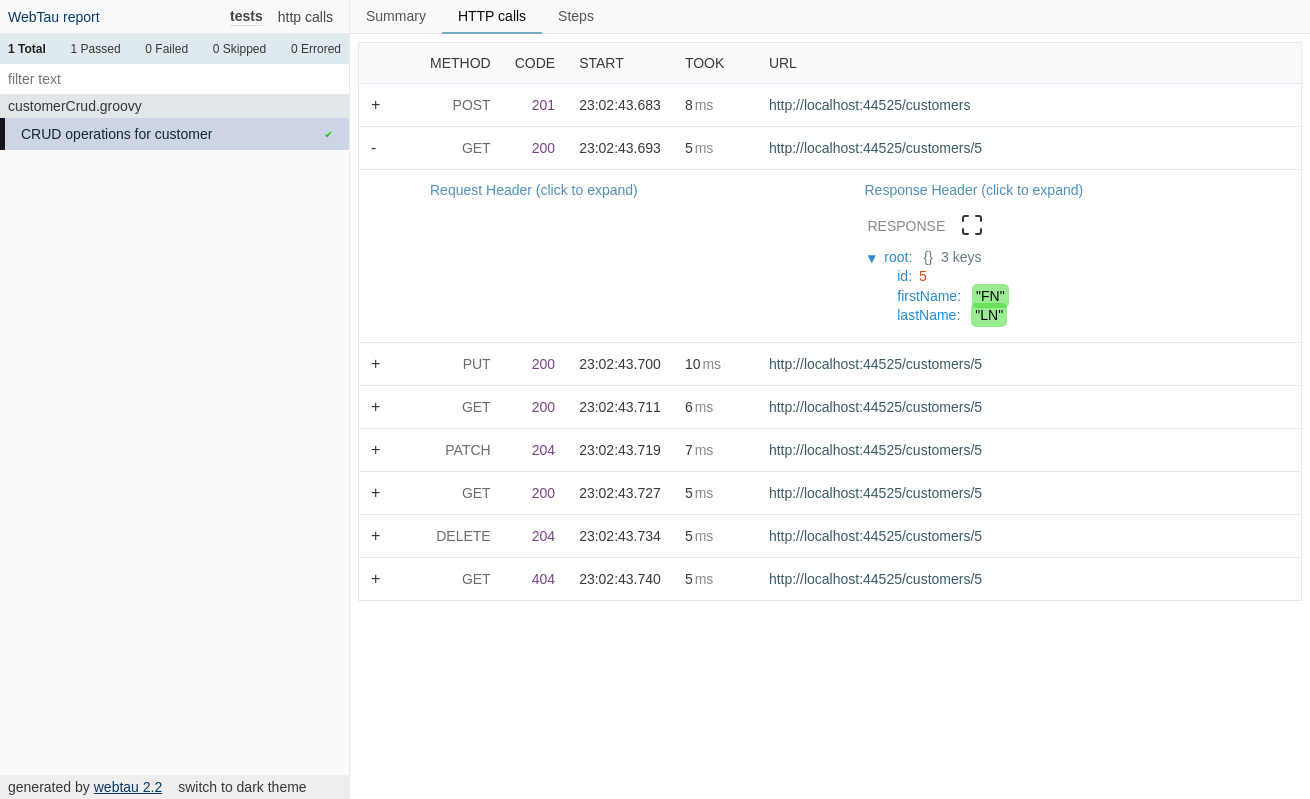 WebTau report tests http calls
1 Total 1 Passed 0 Failed 0 Skipped 0 Errored
filter text
customerCrud.groovy
CRUD operations for customer ✔
generated by webtau 2.2 switch to dark theme
Summary HTTP calls Steps
METHOD CODE START TOOK URL
+ POST 201 23:02:43.683 8 ms http://localhost:44525/customers
- GET 200 23:02:43.693 5 ms http://localhost:44525/customers/5
Request Header (click to expand) Response Header (click to expand)
RESPONSE
▼ root: {} 3 keys
id: 5
firstName: "FN"
lastName: "LN"
+ PUT 200 23:02:43.700 10 ms http://localhost:44525/customers/5
+ GET 200 23:02:43.711 6 ms http://localhost:44525/customers/5
+ PATCH 204 23:02:43.719 7 ms http://localhost:44525/customers/5
+ GET 200 23:02:43.727 5 ms http://localhost:44525/customers/5
+ DELETE 204 23:02:43.734 5 ms http://localhost:44525/customers/5
+ GET 404 23:02:43.740 5 ms http://localhost:44525/customers/5